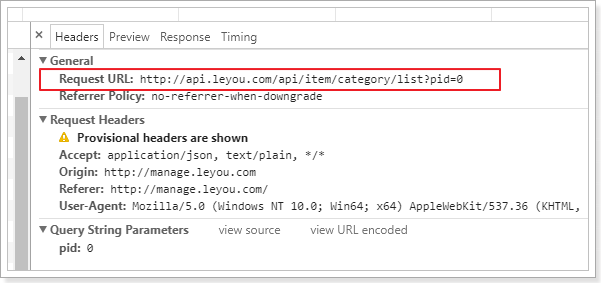 × Headers Preview Response Timing
▼ General
Request URL: http://api.leyou.com/api/item/category/list?pid=0
Referrer Policy: no-referrer-when-downgrade
▼ Request Headers
Provisional headers are shown
Accept: application/json, text/plain, */*
Origin: http://manage.leyou.com
Referer: http://manage.leyou.com/
User-Agent: Mozilla/5.0 (Windows NT 10.0; Win64; x64) AppleWebKit/537.36 (KHTML,
▼ Query String Parameters view source view URL encoded
pid: 0